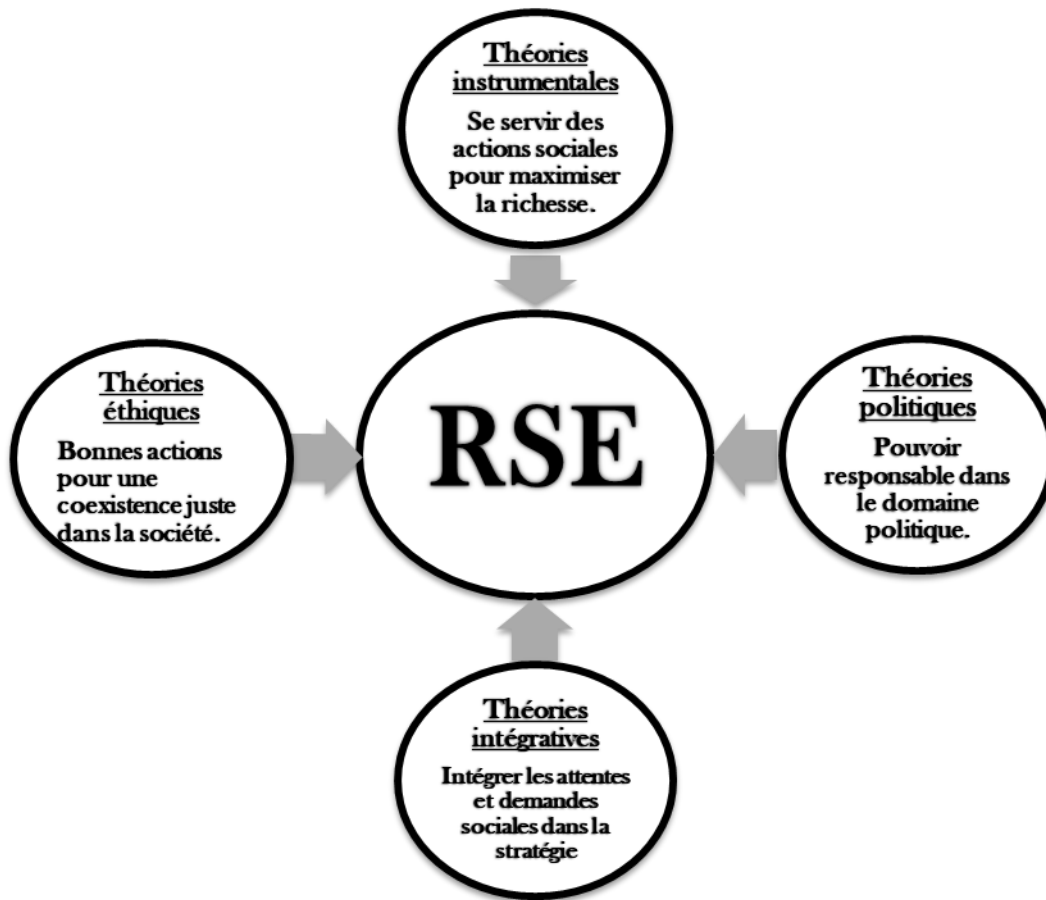 Théories
instrumentales
Se servir des
actions sociales
pour maximiser
la richesse.
Théories
éthiques
Bonnes actions
pour une
coexistence juste
dans la société.
RSE
Théories
politiques
Pouvoir
responsable dans
le domaine
politique.
Théories
intégratives
Intégrer les attentes
et demandes
sociales dans la
stratégie